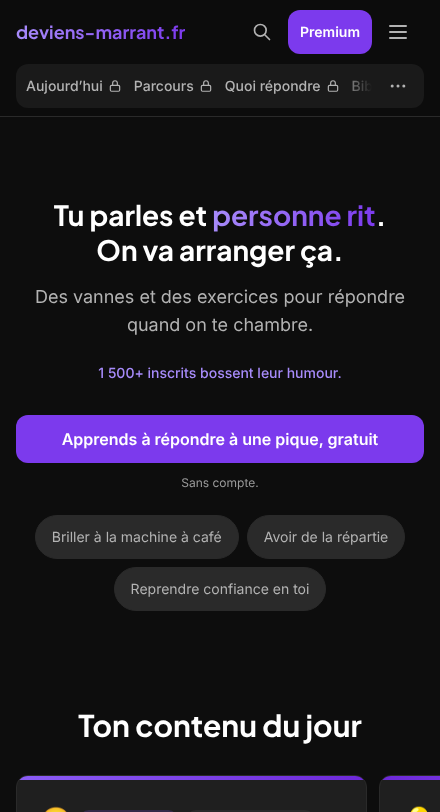 deviens-marrant.fr
Premium
Aujourd'hui Parcours Quoi répondre
Tu parles et personne rit.
On va arranger ça.
Des vannes et des exercices pour répondre
quand on te chambre.
1 500+ inscrits bossent leur humour.
Apprends à répondre à une pique, gratuit
Sans compte.
Briller à la machine à café
Avoir de la répartie
Reprendre confiance en toi
Ton contenu du jour